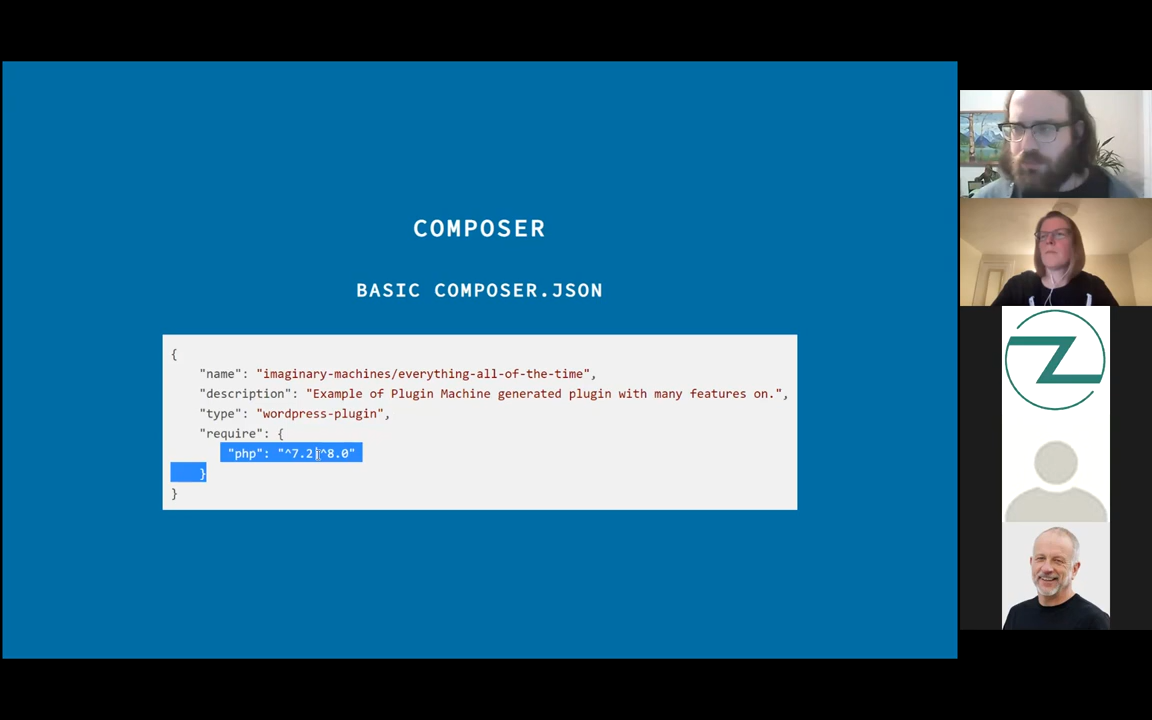 COMPOSER
BASIC COMPOSER.JSON
{
    "name": "imaginary-machines/everything-all-of-the-time",
    "description": "Example of Plugin Machine generated plugin with many features on.",
    "type": "wordpress-plugin",
    "require": {
        "php": "^7.2|^8.0"
    }
}
Z